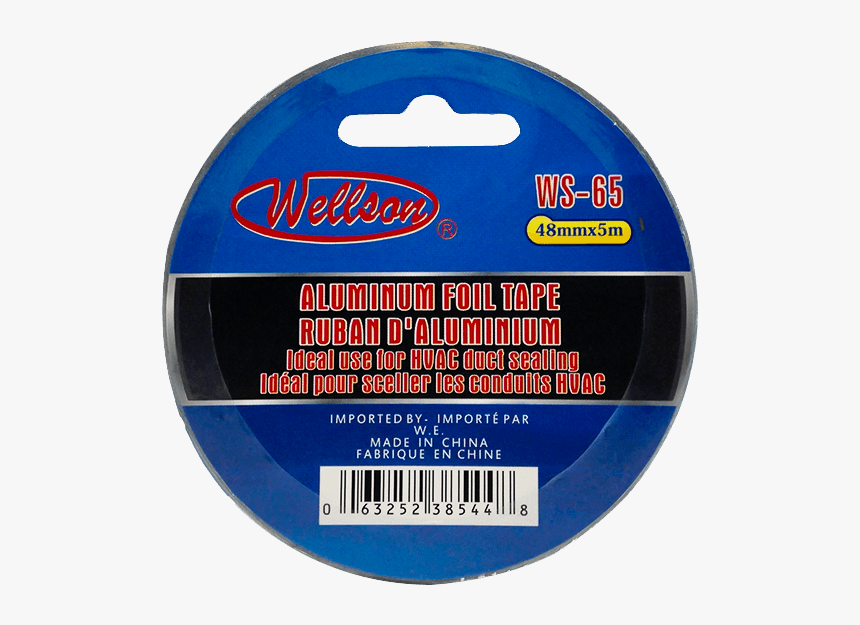 Wellson®
WS-65
48mmx5m
ALUMINUM FOIL TAPE
RUBAN D'ALUMINIUM
Ideal use for HVAC duct sealing
Idéal pour sceller les conduits HVAC
IMPORTED BY- IMPORTÉ PAR
W.E.
MADE IN CHINA
FABRIQUE EN CHINE
0 63252 38544 8